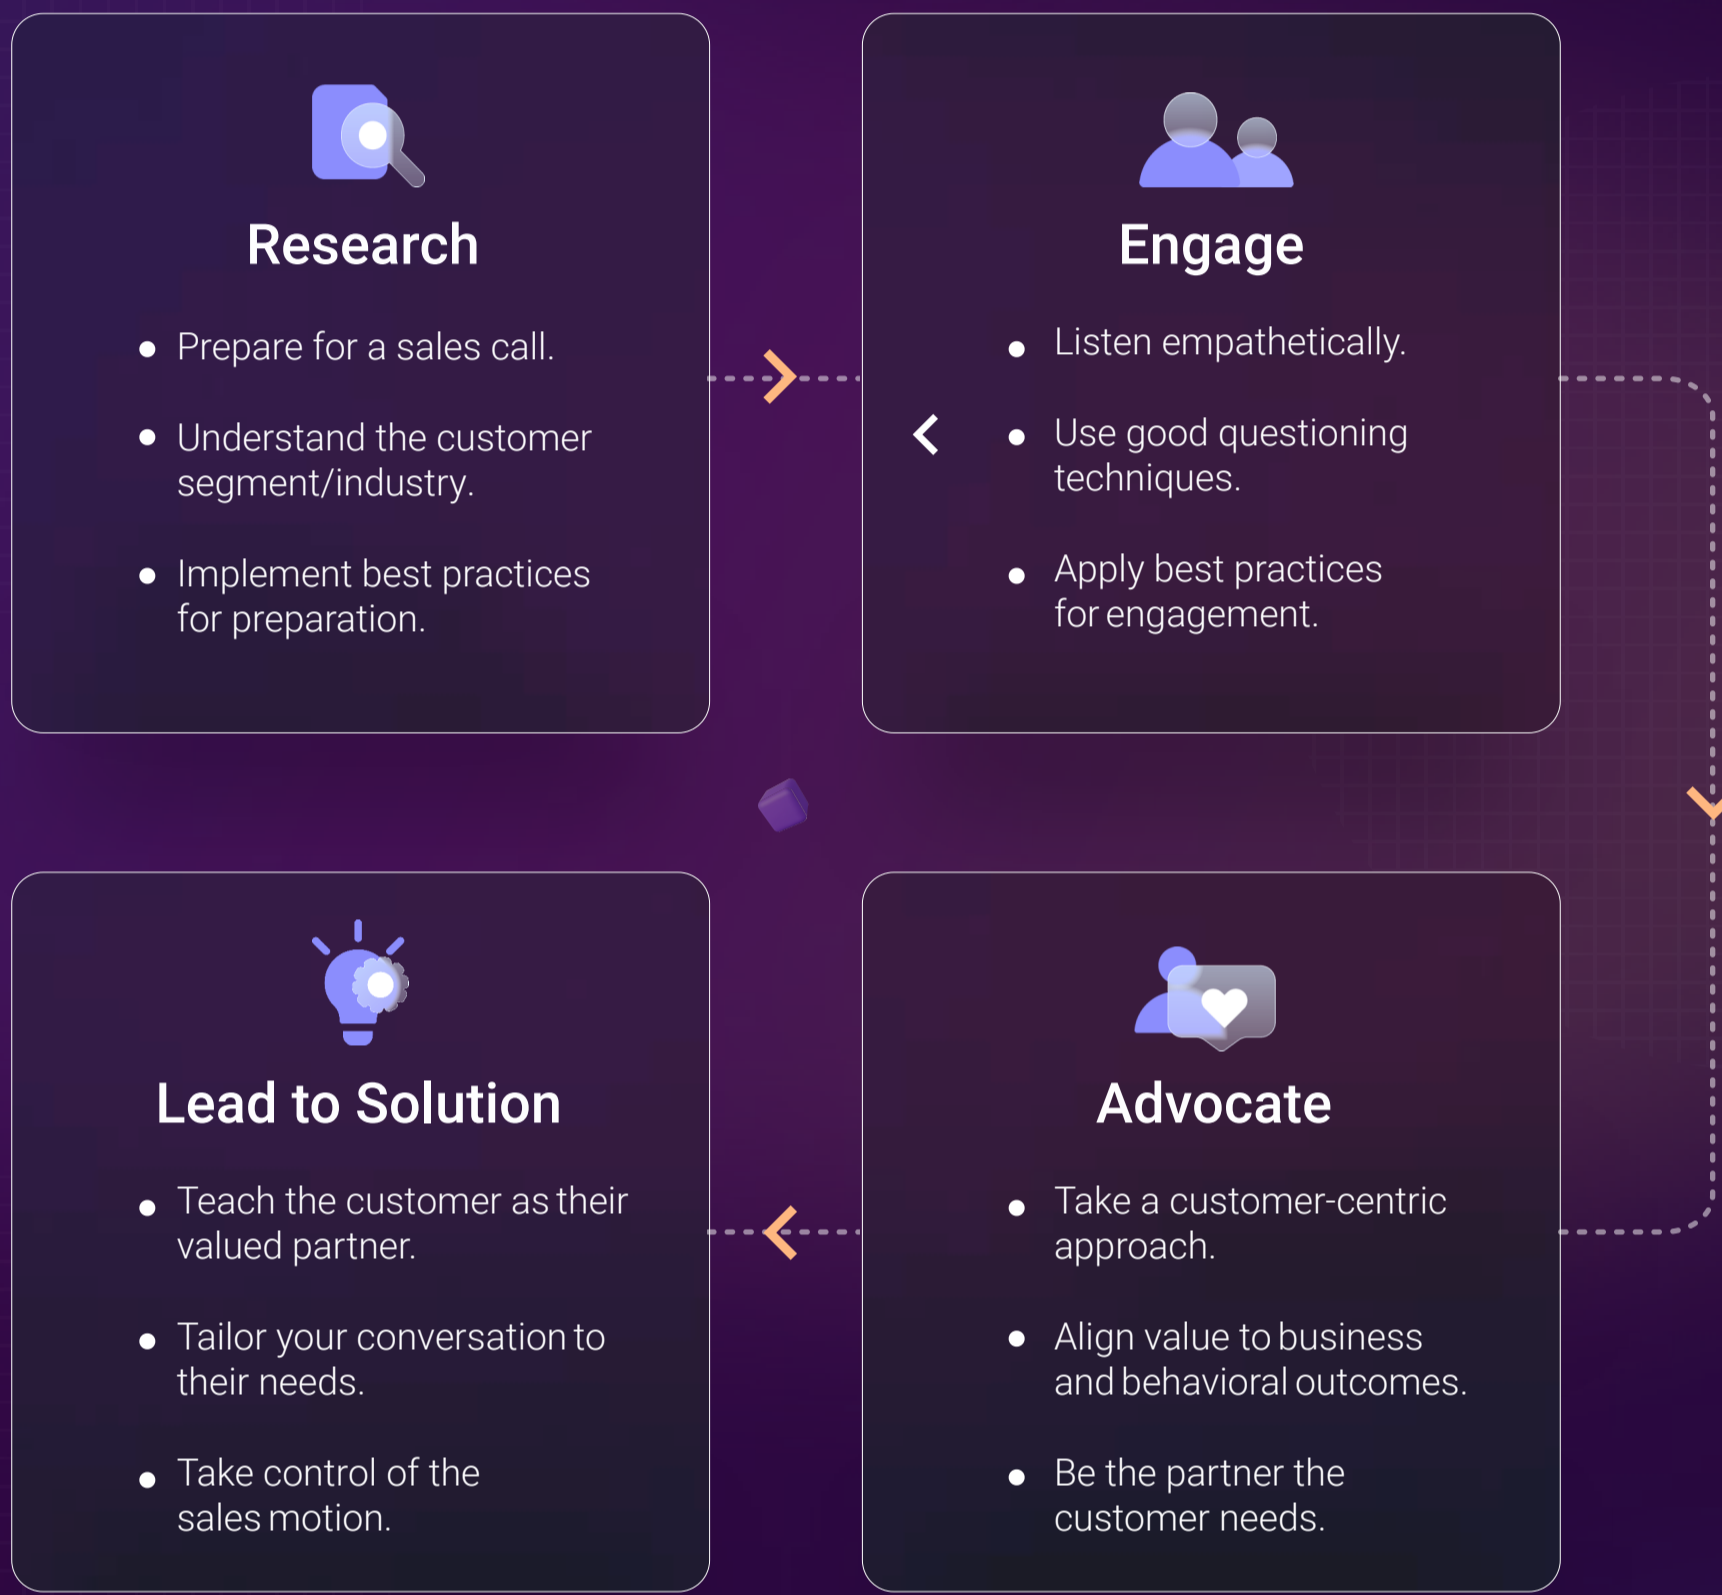 Research
Prepare for a sales call.
Understand the customer
segment/industry.
Implement best practices
for preparation.
Engage
Listen empathetically.
Use good questioning
techniques.
Apply best practices
for engagement.
Lead to Solution
Teach the customer as their
valued partner.
Tailor your conversation to
their needs.
Take control of the
sales motion.
Advocate
Take a customer-centric
approach.
Align value to business
and behavioral outcomes.
Be the partner the
customer needs.